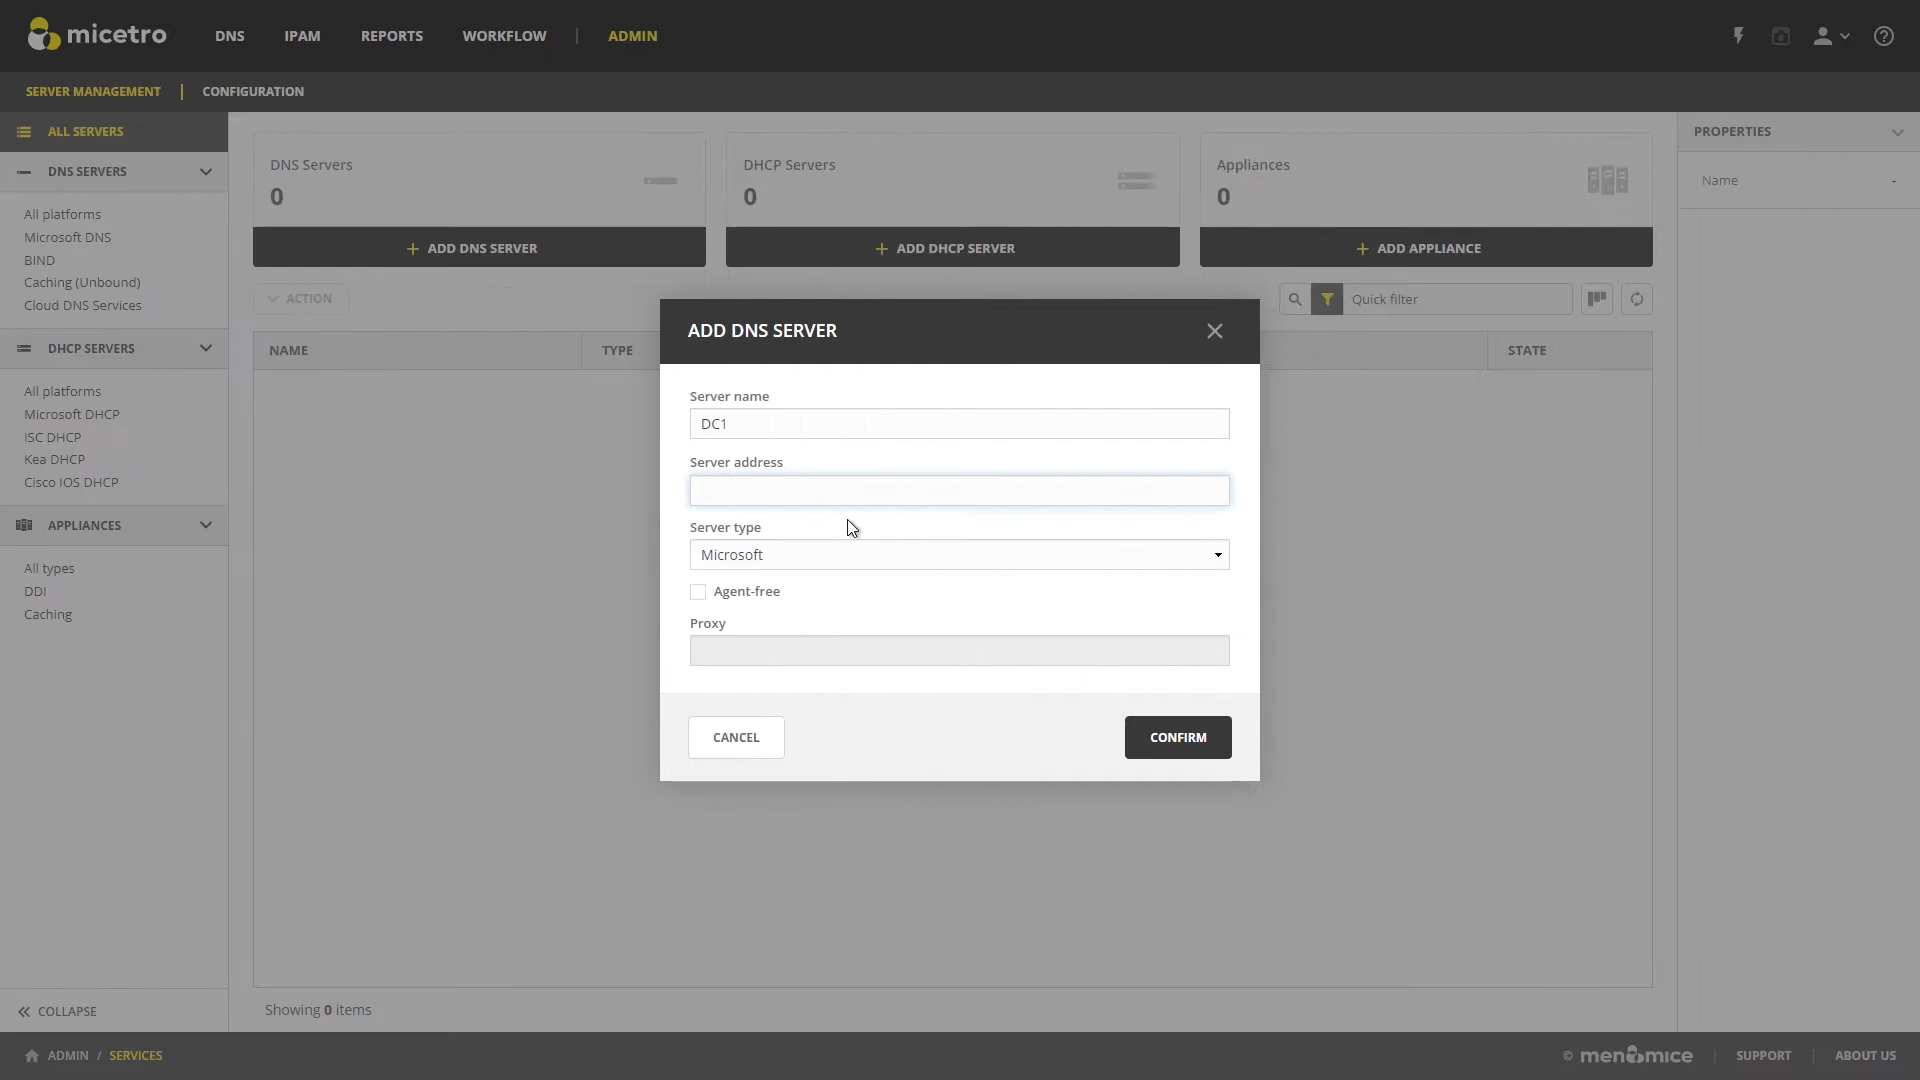 micetro
DNS
IPAM
REPORTS
WORKFLOW
|
ADMIN
SERVER MANAGEMENT | CONFIGURATION
ALL SERVERS
DNS SERVERS
All platforms
Microsoft DNS
BIND
Caching (Unbound)
Cloud DNS Services
DHCP SERVERS
All platforms
Microsoft DHCP
ISC DHCP
Kea DHCP
Cisco IOS DHCP
APPLIANCES
All types
DDI
Caching
COLLAPSE
DNS Servers
0
+ ADD DNS SERVER
DHCP Servers
0
+ ADD DHCP SERVER
Appliances
0
+ ADD APPLIANCE
ACTION
Quick filter
NAME
TYPE
STATE
ADD DNS SERVER
Server name
DC1
Server address
Server type
Microsoft
Agent-free
Proxy
CANCEL
CONFIRM
Showing 0 items
PROPERTIES
Name
-
ADMIN / SERVICES
© men&mice
SUPPORT
ABOUT US